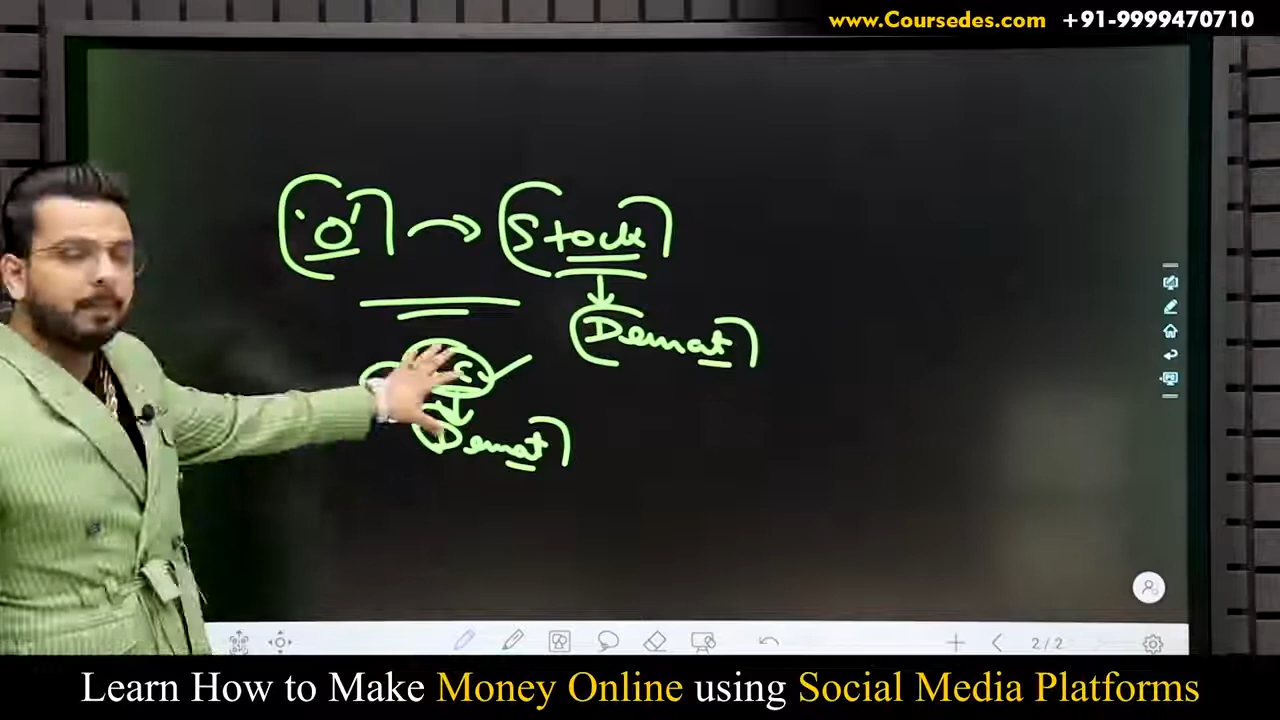 www.Coursedes.com +91-9999470710
'0' → Stock
Demat
Demat
2/2
Learn How to Make Money Online using Social Media Platforms